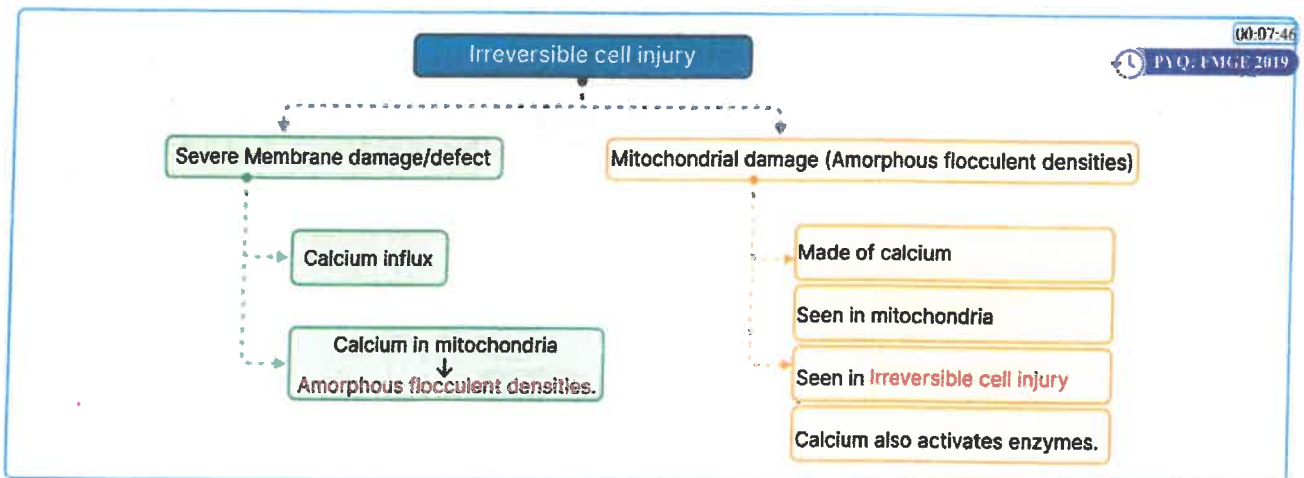 00:07:46
PYQ: FMGE 2019
Irreversible cell injury
Severe Membrane damage/defect
Calcium influx
Calcium in mitochondria
↓
Amorphous flocculent densities.
Mitochondrial damage (Amorphous flocculent densities)
Made of calcium
Seen in mitochondria
Seen in Irreversible cell injury
Calcium also activates enzymes.